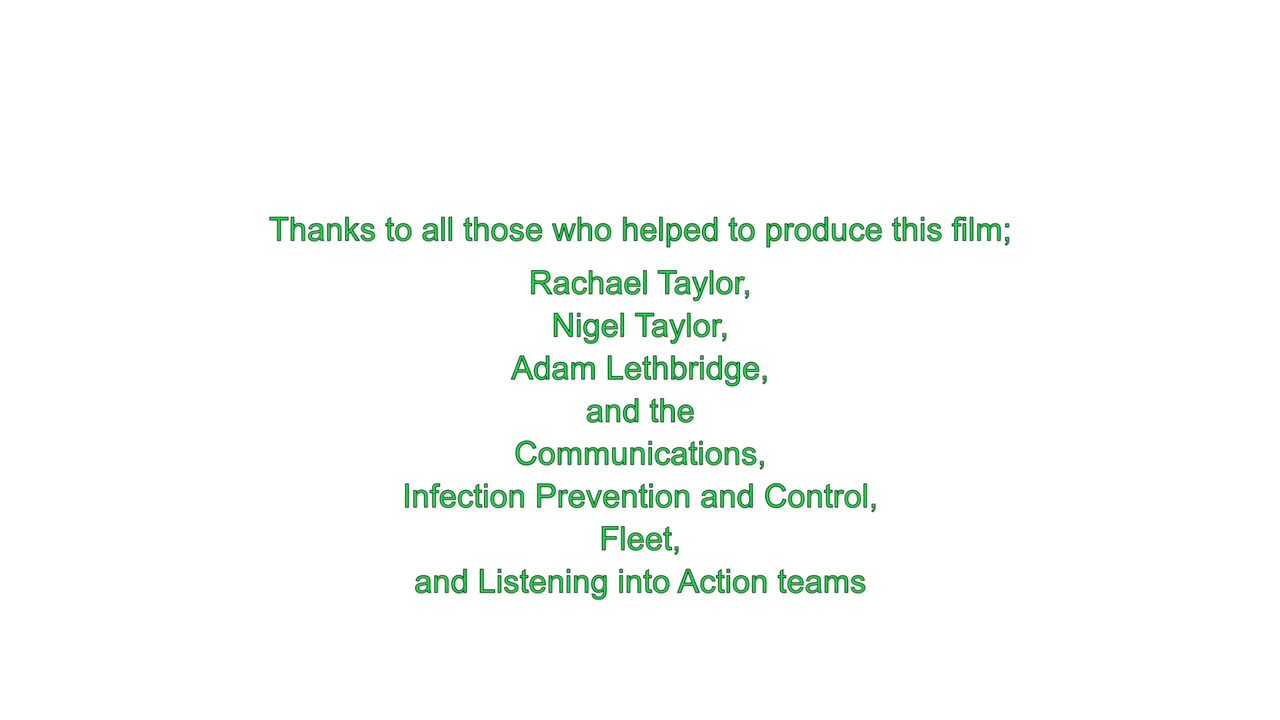 Thanks to all those who helped to produce this film;
Rachael Taylor,
Nigel Taylor,
Adam Lethbridge,
and the
Communications,
Infection Prevention and Control,
Fleet,
and Listening into Action teams